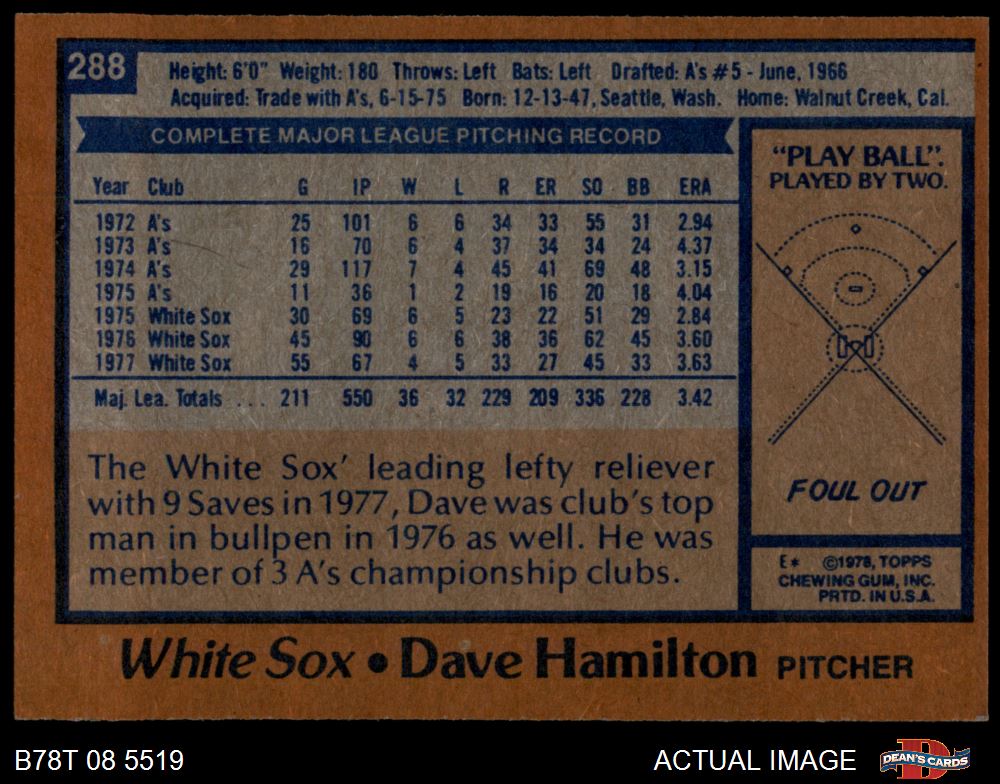 288
Height: 6'0" Weight: 180 Throws: Left Bats: Left Drafted: A's #5 - June, 1966
Acquired: Trade with A's, 6-15-75 Born: 12-13-47, Seattle, Wash. Home: Walnut Creek, Cal.
COMPLETE MAJOR LEAGUE PITCHING RECORD
Year Club G IP W L R ER SO BB ERA
1972 A's 25 101 6 6 34 33 55 31 2.94
1973 A's 16 70 6 4 37 34 34 24 4.37
1974 A's 29 117 7 4 45 41 69 48 3.15
1975 A's 11 36 1 2 19 16 20 18 4.04
1975 White Sox 30 69 6 5 23 22 51 29 2.84
1976 White Sox 45 90 6 6 38 36 62 45 3.60
1977 White Sox 55 67 4 5 33 27 45 33 3.63
Maj. Lea. Totals ... 211 550 36 32 229 209 336 228 3.42
The White Sox' leading lefty reliever
with 9 Saves in 1977, Dave was club's top
man in bullpen in 1976 as well. He was
member of 3 A's championship clubs.
"PLAY BALL".
PLAYED BY TWO.
FOUL OUT
E* ©1978, TOPPS
CHEWING GUM, INC.
PRTD. IN U.S.A.
White Sox • Dave Hamilton PITCHER
B78T 08 5519
ACTUAL IMAGE
D
DEAN'S CARDS